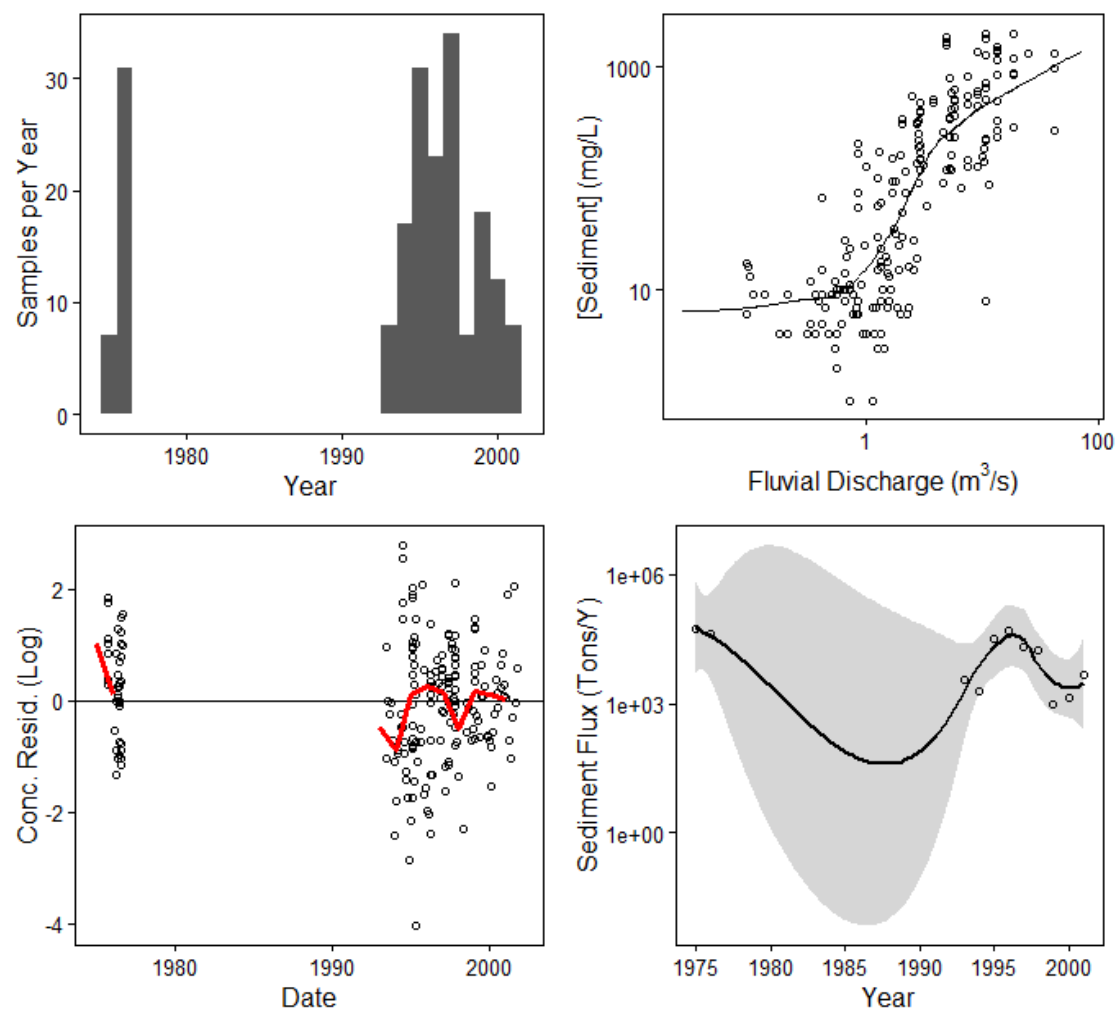 Samples per Year
30
20
10
0
1980
1990
2000
Year
[Sediment] (mg/L)
1000
10
1
100
Fluvial Discharge (m³/s)
Conc. Resid. (Log)
2
0
-2
-4
1980
1990
2000
Date
Sediment Flux (Tons/Y)
1e+06
1e+03
1e+00
1975
1980
1985
1990
1995
2000
Year